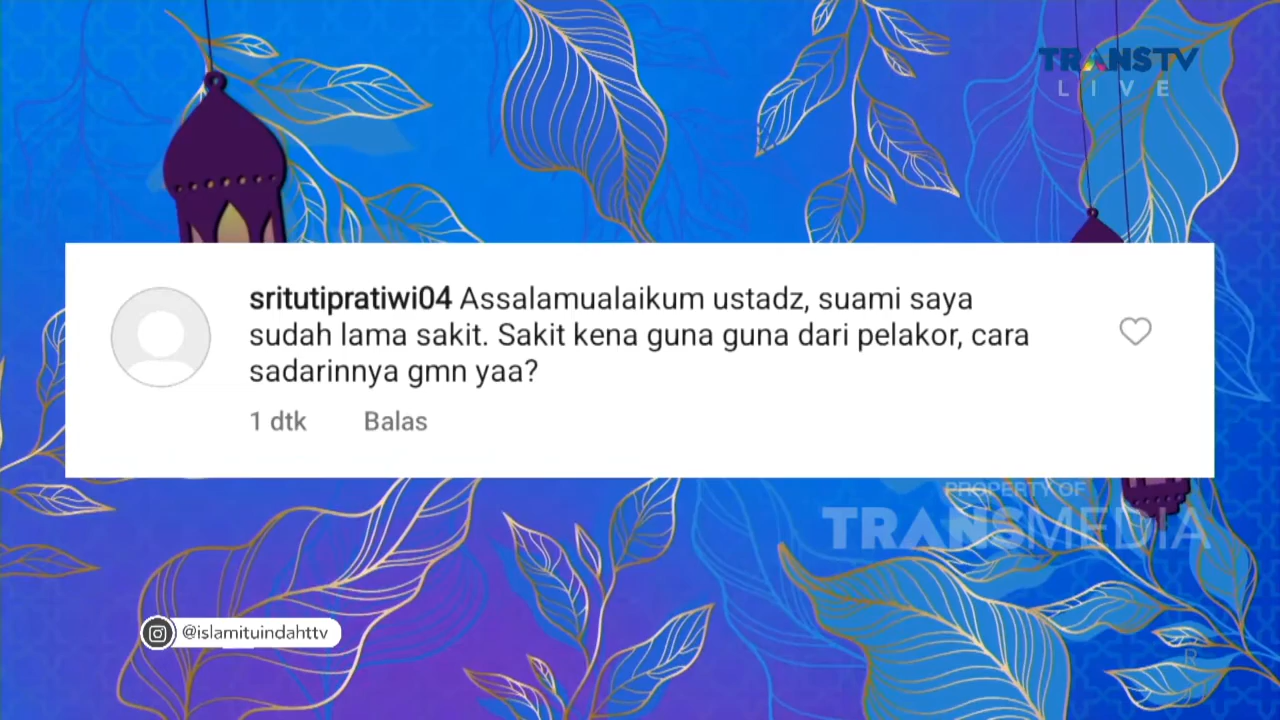 TRANSTV
LIVE
sritutipratiwi04 Assalamualaikum ustadz, suami saya
sudah lama sakit. Sakit kena guna guna dari pelakor, cara
sadarinnya gmn yaa?
1 dtk Balas
PROPERTY OF
TRANSMEDIA
@islamituindahttv
R